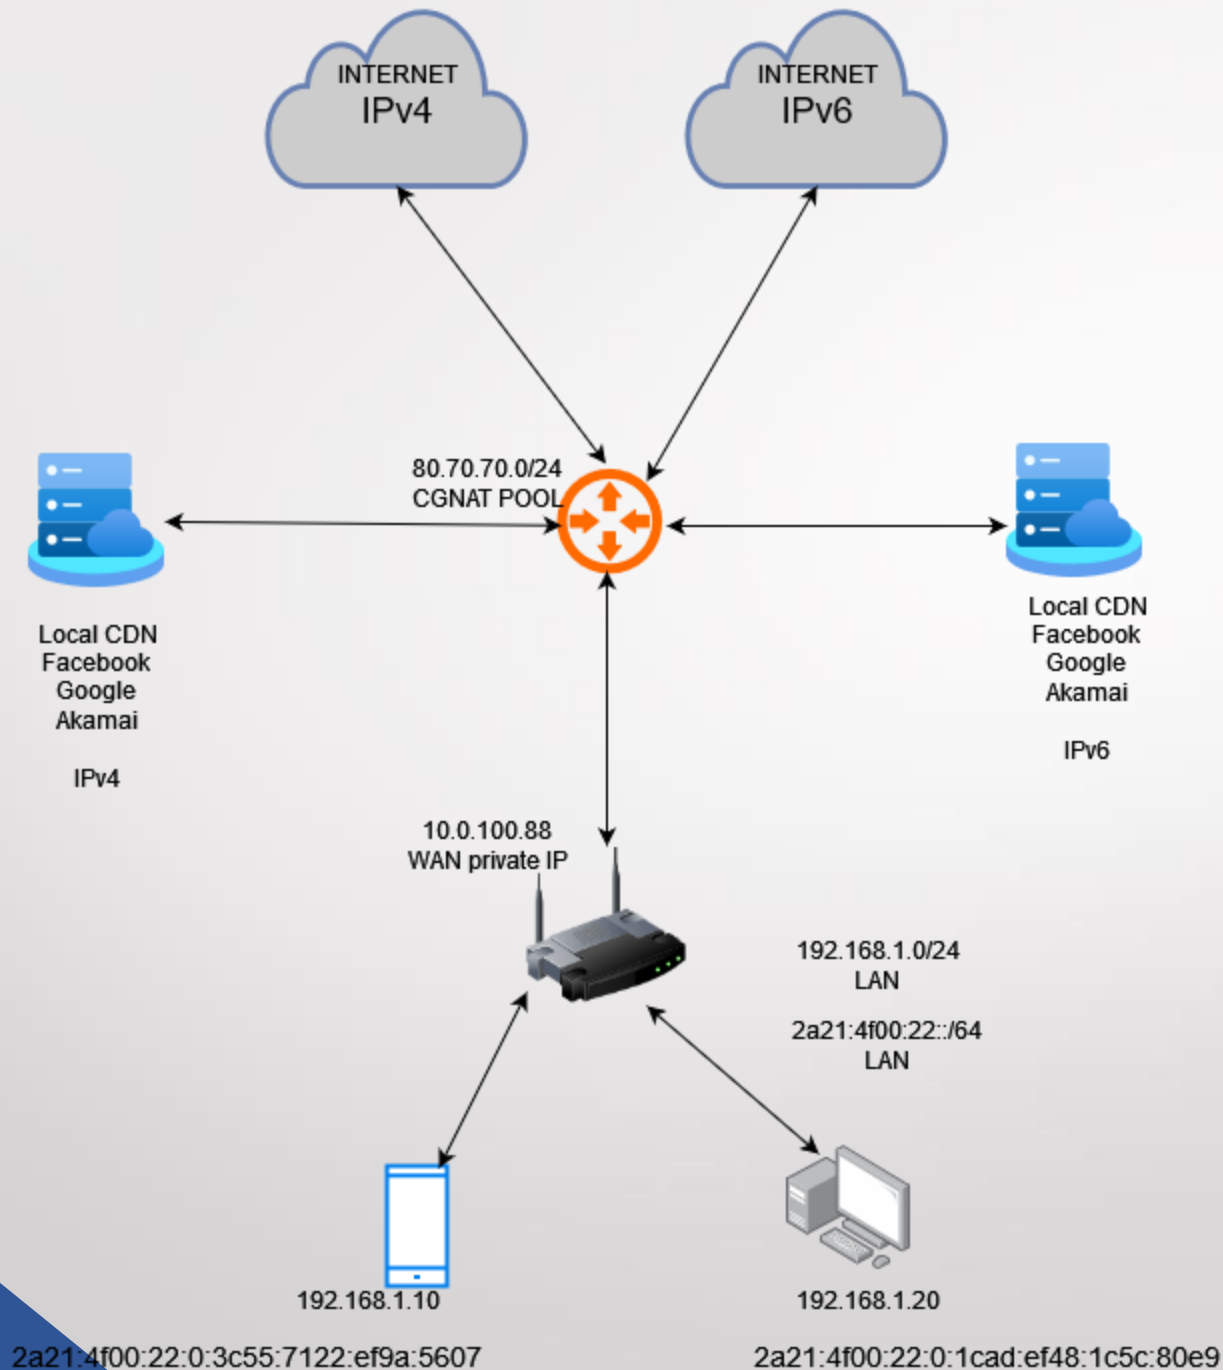 INTERNET
IPv4
INTERNET
IPv6
80.70.70.0/24
CGNAT POOL
Local CDN
Facebook
Google
Akamai
IPv4
Local CDN
Facebook
Google
Akamai
IPv6
10.0.100.88
WAN private IP
192.168.1.0/24
LAN
2a21:4f00:22::/64
LAN
192.168.1.10
2a21:4f00:22:0:3c55:7122:ef9a:5607
192.168.1.20
2a21:4f00:22:0:1cad:ef48:1c5c:80e9